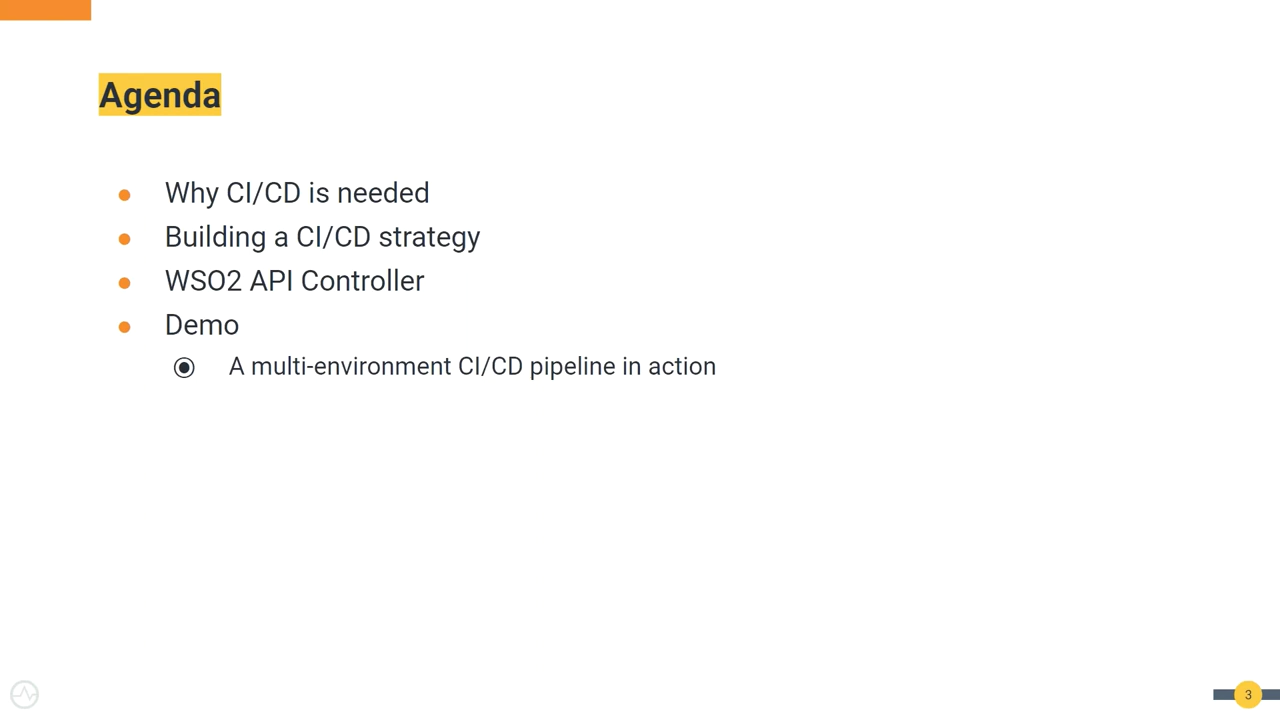 Agenda
Why CI/CD is needed
Building a CI/CD strategy
WSO2 API Controller
Demo
A multi-environment CI/CD pipeline in action
3